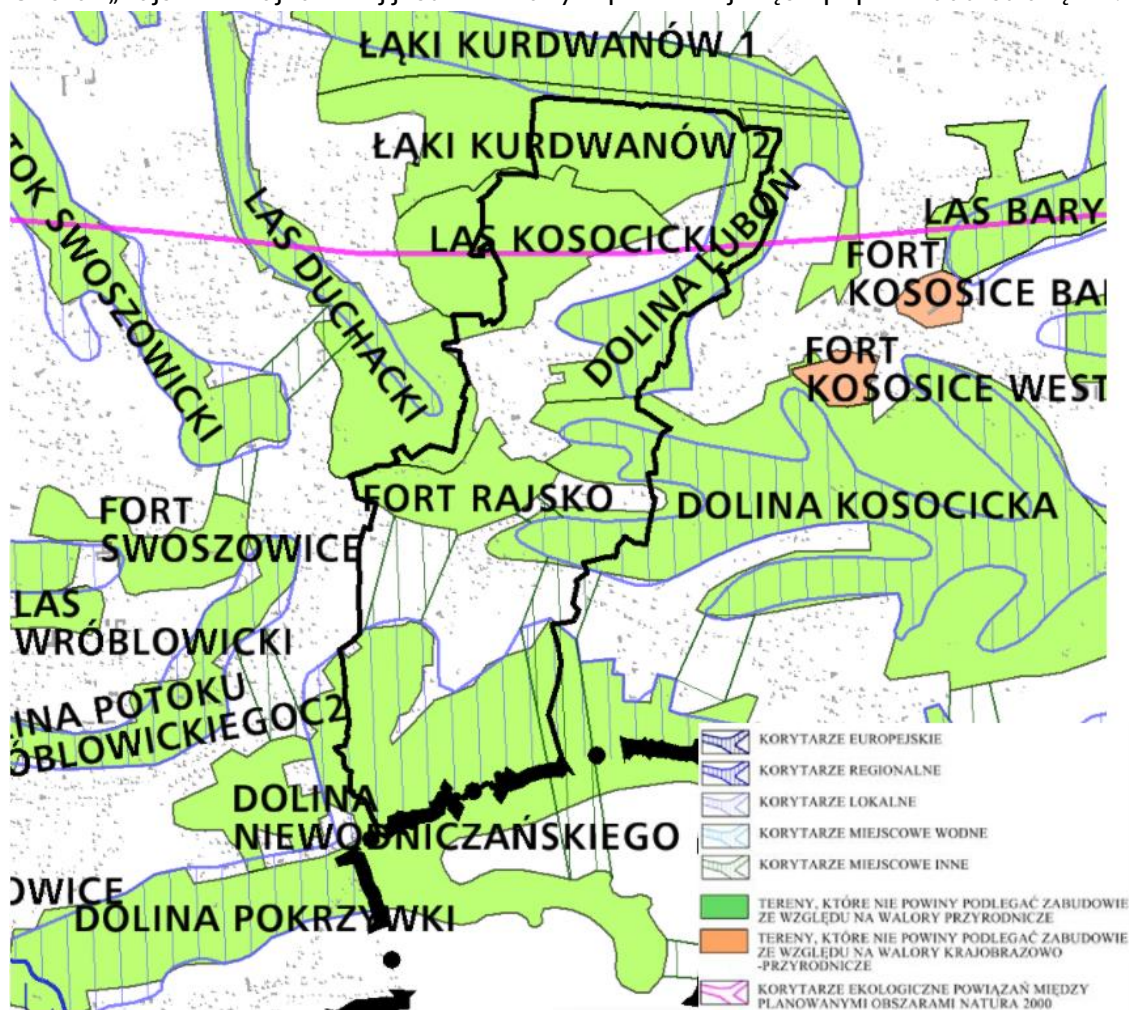 ŁĄKI KURDWANÓW 1
ŁĄKI KURDWANÓW 2
TOK SWOSZOWICKI
LAS DUCHACKI
LAS KOSOCICKI
DOLINA LUBOŃ
LAS BARY
FORT
KOSOSICE BA
FORT
KOSOSICE WEST
FORT RAJSKO
DOLINA KOSOCICKA
FORT
SWOSZOWICE
LAS
WRÓBLOWICKI
INA POTOKU
ÓBLOWICKIEGOC2
DOLINA
NIEWODNICZAŃSKIEGO
OWICE
DOLINA POKRZYWKI
KORYTARZE EUROPEJSKIE
KORYTARZE REGIONALNE
KORYTARZE LOKALNE
KORYTARZE MIEJSCOWE WODNE
KORYTARZE MIEJSCOWE INNE
TERENY, KTÓRE NIE POWINY PODLEGAĆ ZABUDOWIE
ZE WZGLĘDU NA WALORY PRZYRODNICZE
TERENY, KTÓRE NIE POWINY PODLEGAĆ ZABUDOWIE
ZE WZGLĘDU NA WALORY KRAJOBRAZOWO
-PRZYRODNICZE
KORYTARZE EKOLOGICZNE POWIĄZAŃ MIĘDZY
PLANOWANYMI OBSZARAMI NATURA 2000